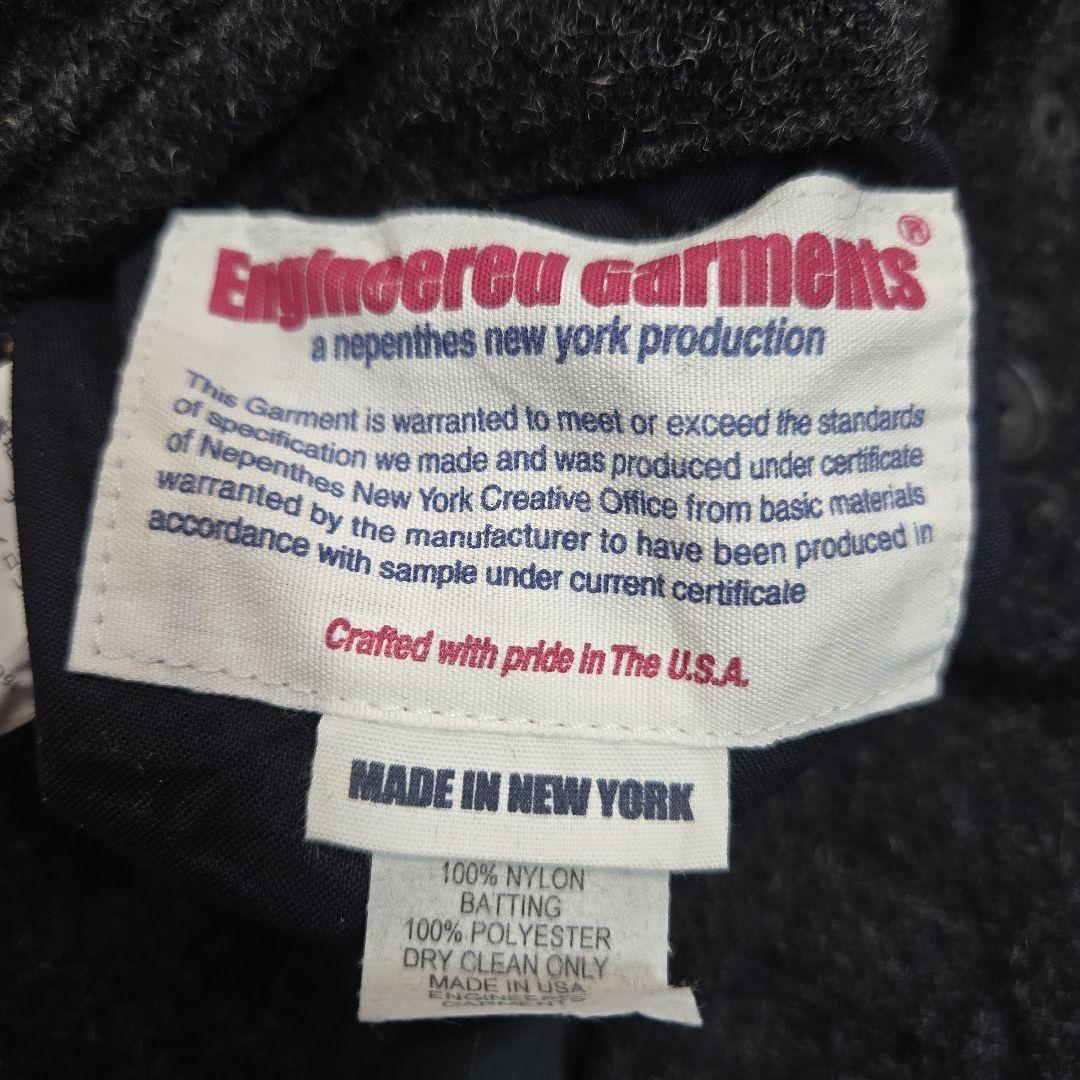 Engineered Garments®
a nepenthes new york production
This Garment is warranted to meet or exceed the standards
of specification we made and was produced under certificate
of Nepenthes New York Creative Office from basic materials
warranted by the manufacturer to have been produced in
accordance with sample under current certificate
Crafted with pride in The U.S.A.
MADE IN NEW YORK
100% NYLON
BATTING
100% POLYESTER
DRY CLEAN ONLY
MADE IN USA